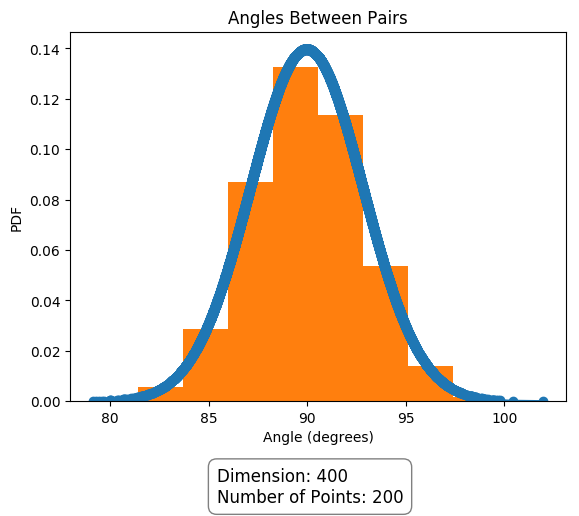 Angles Between Pairs
0.14
0.12
0.10
0.08
0.06
0.04
0.02
0.00
PDF
80 85 90 95 100
Angle (degrees)
Dimension: 400
Number of Points: 200